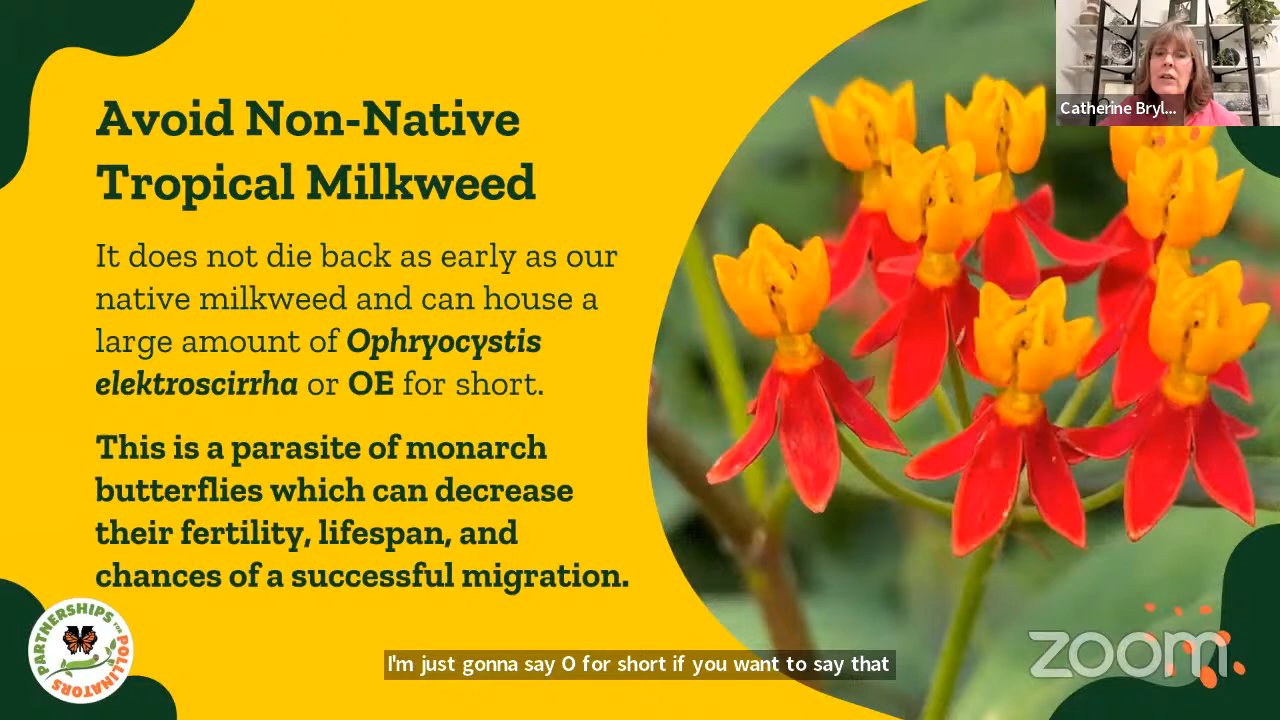 Catherine Bryl...
Avoid Non-Native
Tropical Milkweed
It does not die back as early as our
native milkweed and can house a
large amount of Ophryocystis
elektroscirrha or OE for short.
This is a parasite of monarch
butterflies which can decrease
their fertility, lifespan, and
chances of a successful migration.
PARTNERSHIPS FOR POLLINATORS
I'm just gonna say O for short if you want to say that
zoom